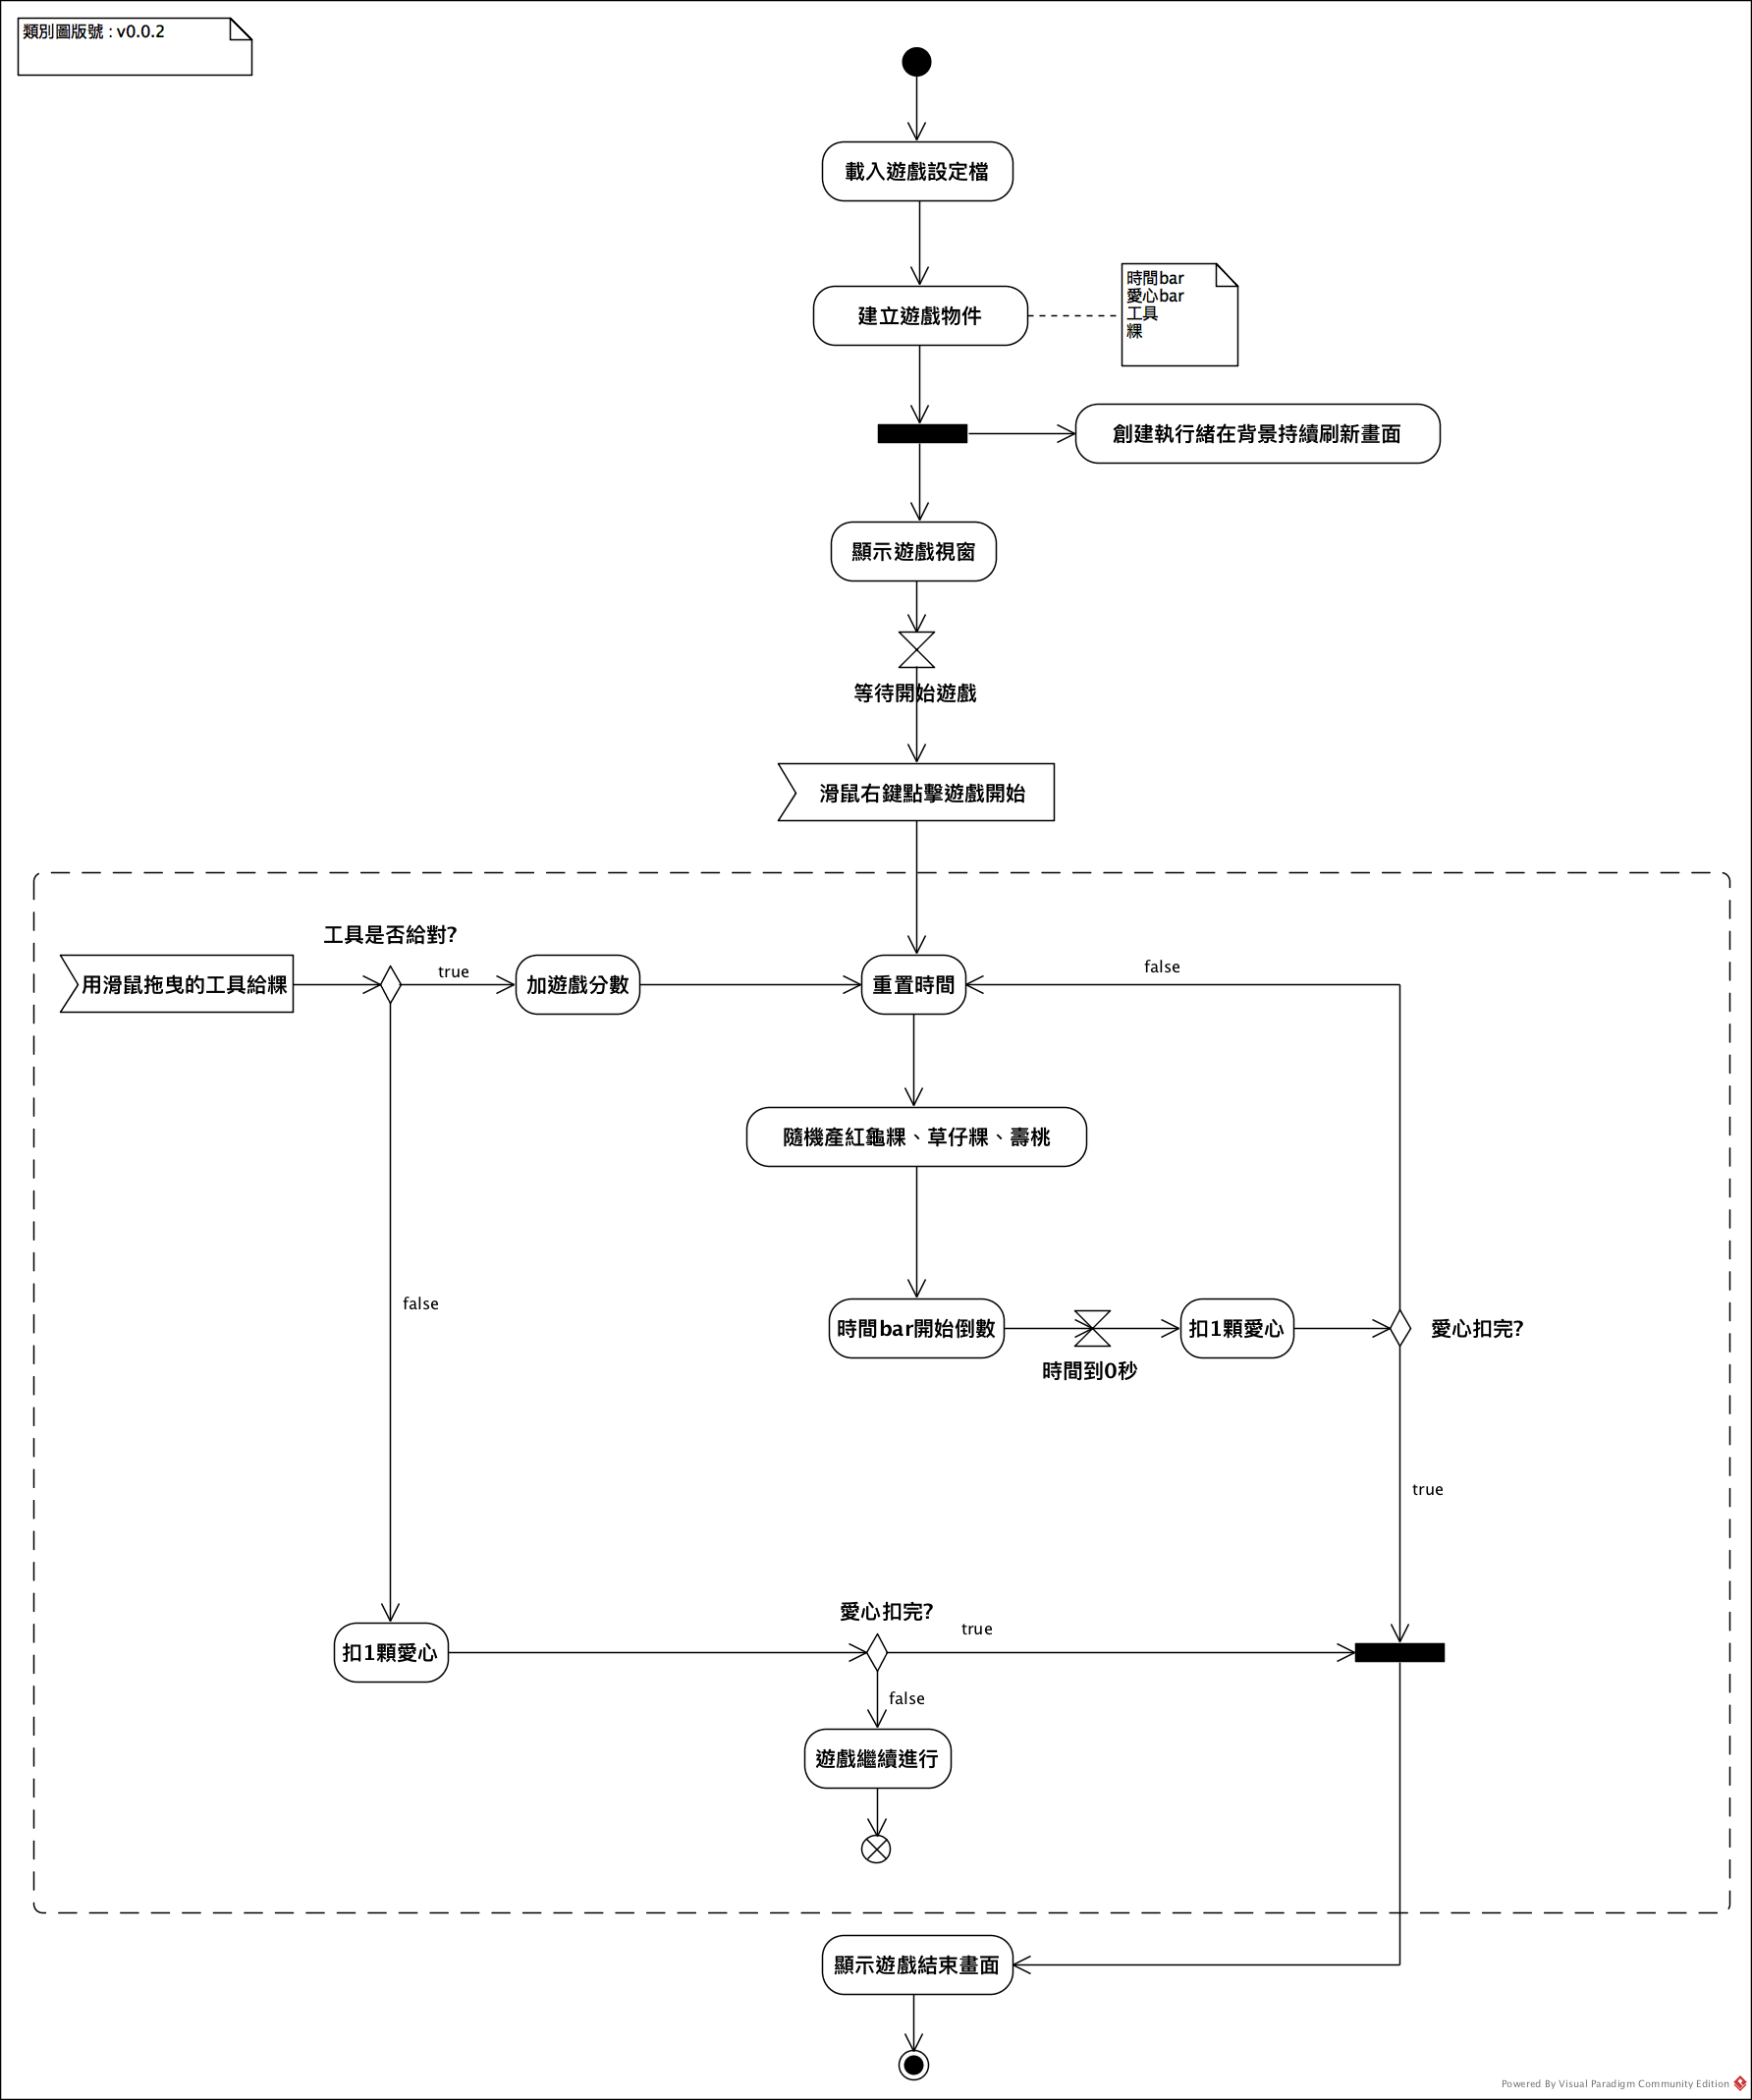 類別圖版號 : v0.0.2
載入遊戲設定檔
建立遊戲物件
時間bar
愛心bar
工具
粿
創建執行緒在背景持續刷新畫面
顯示遊戲視窗
等待開始遊戲
滑鼠右鍵點擊遊戲開始
工具是否給對?
用滑鼠拖曳的工具給粿
true
加遊戲分數
重置時間
false
隨機產紅龜粿、草仔粿、壽桃
false
時間bar開始倒數
時間到0秒
扣1顆愛心
愛心扣完?
true
扣1顆愛心
愛心扣完?
true
false
遊戲繼續進行
顯示遊戲結束畫面
Powered By Visual Paradigm Community Edition